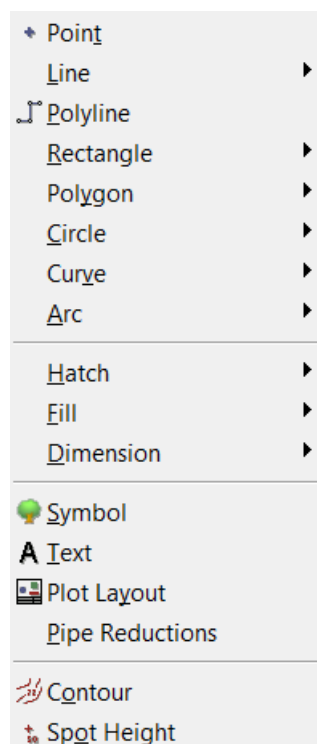 Point
Line
Polyline
Rectangle
Polygon
Circle
Curve
Arc
Hatch
Fill
Dimension
Symbol
A Text
Plot Layout
Pipe Reductions
Contour
Spot Height